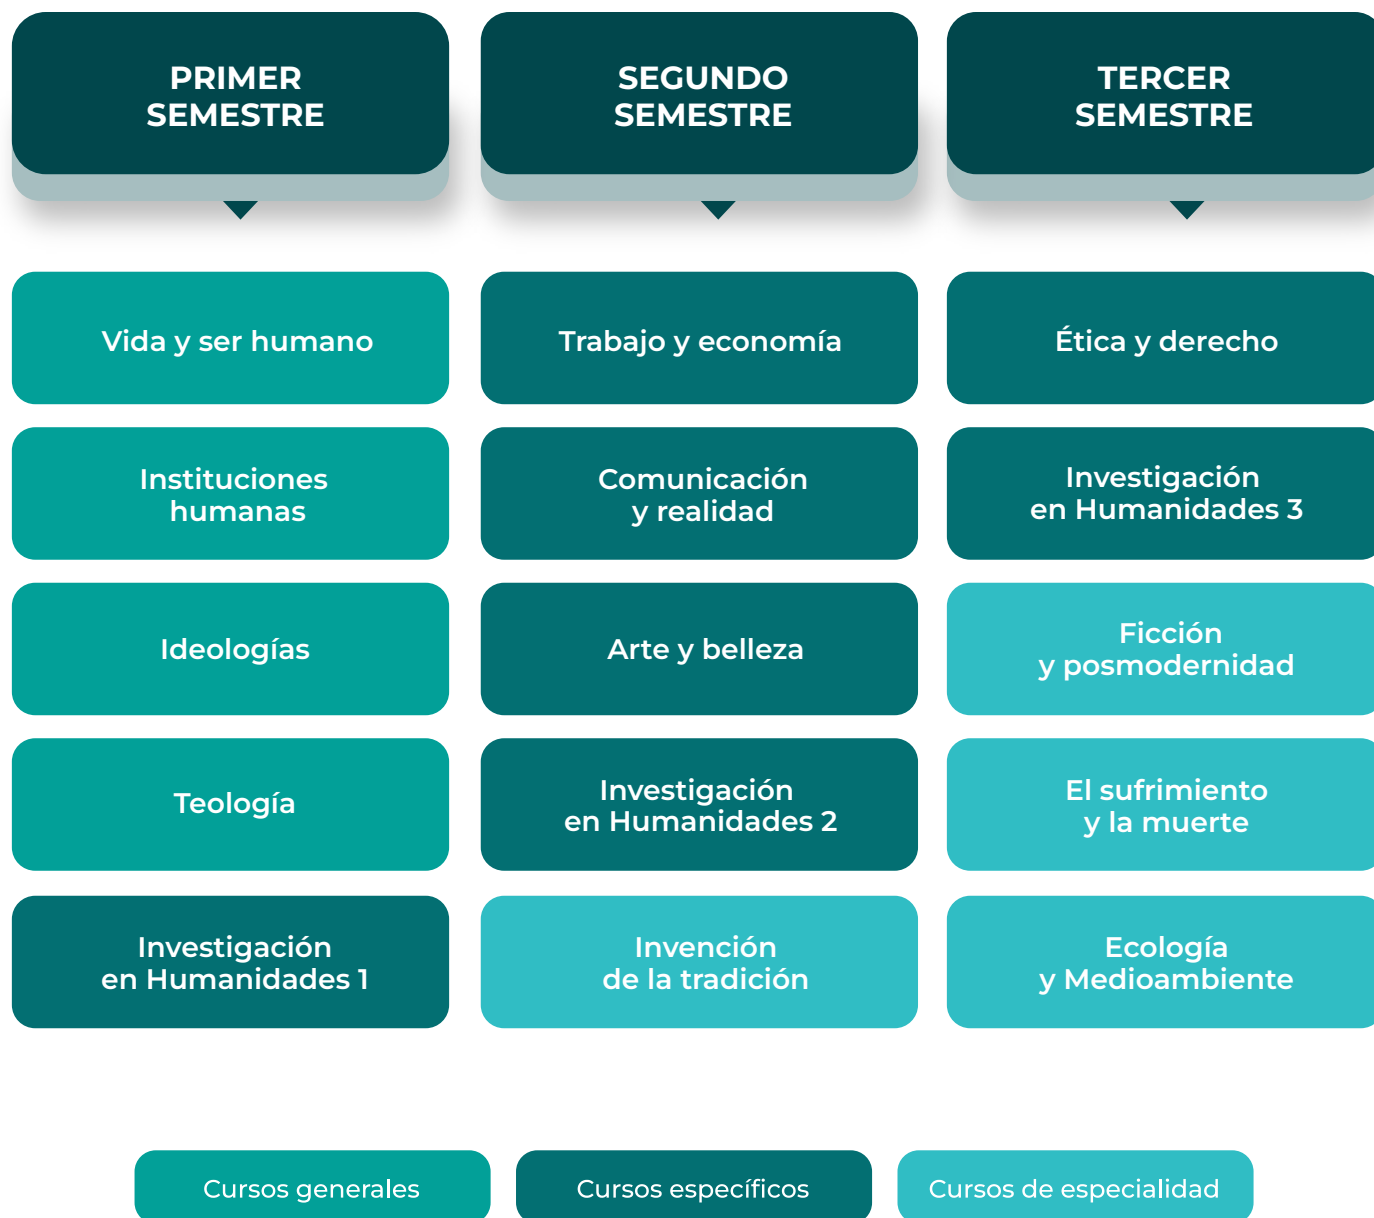 PRIMER
SEMESTRE
Vida y ser humano
Instituciones
humanas
Ideologías
Teología
Investigación
en Humanidades 1
SEGUNDO
SEMESTRE
Trabajo y economía
Comunicación
y realidad
Arte y belleza
Investigación
en Humanidades 2
Invención
de la tradición
TERCER
SEMESTRE
Ética y derecho
Investigación
en Humanidades 3
Ficción
y posmodernidad
El sufrimiento
y la muerte
Ecología
y Medioambiente
Cursos generales
Cursos específicos
Cursos de especialidad